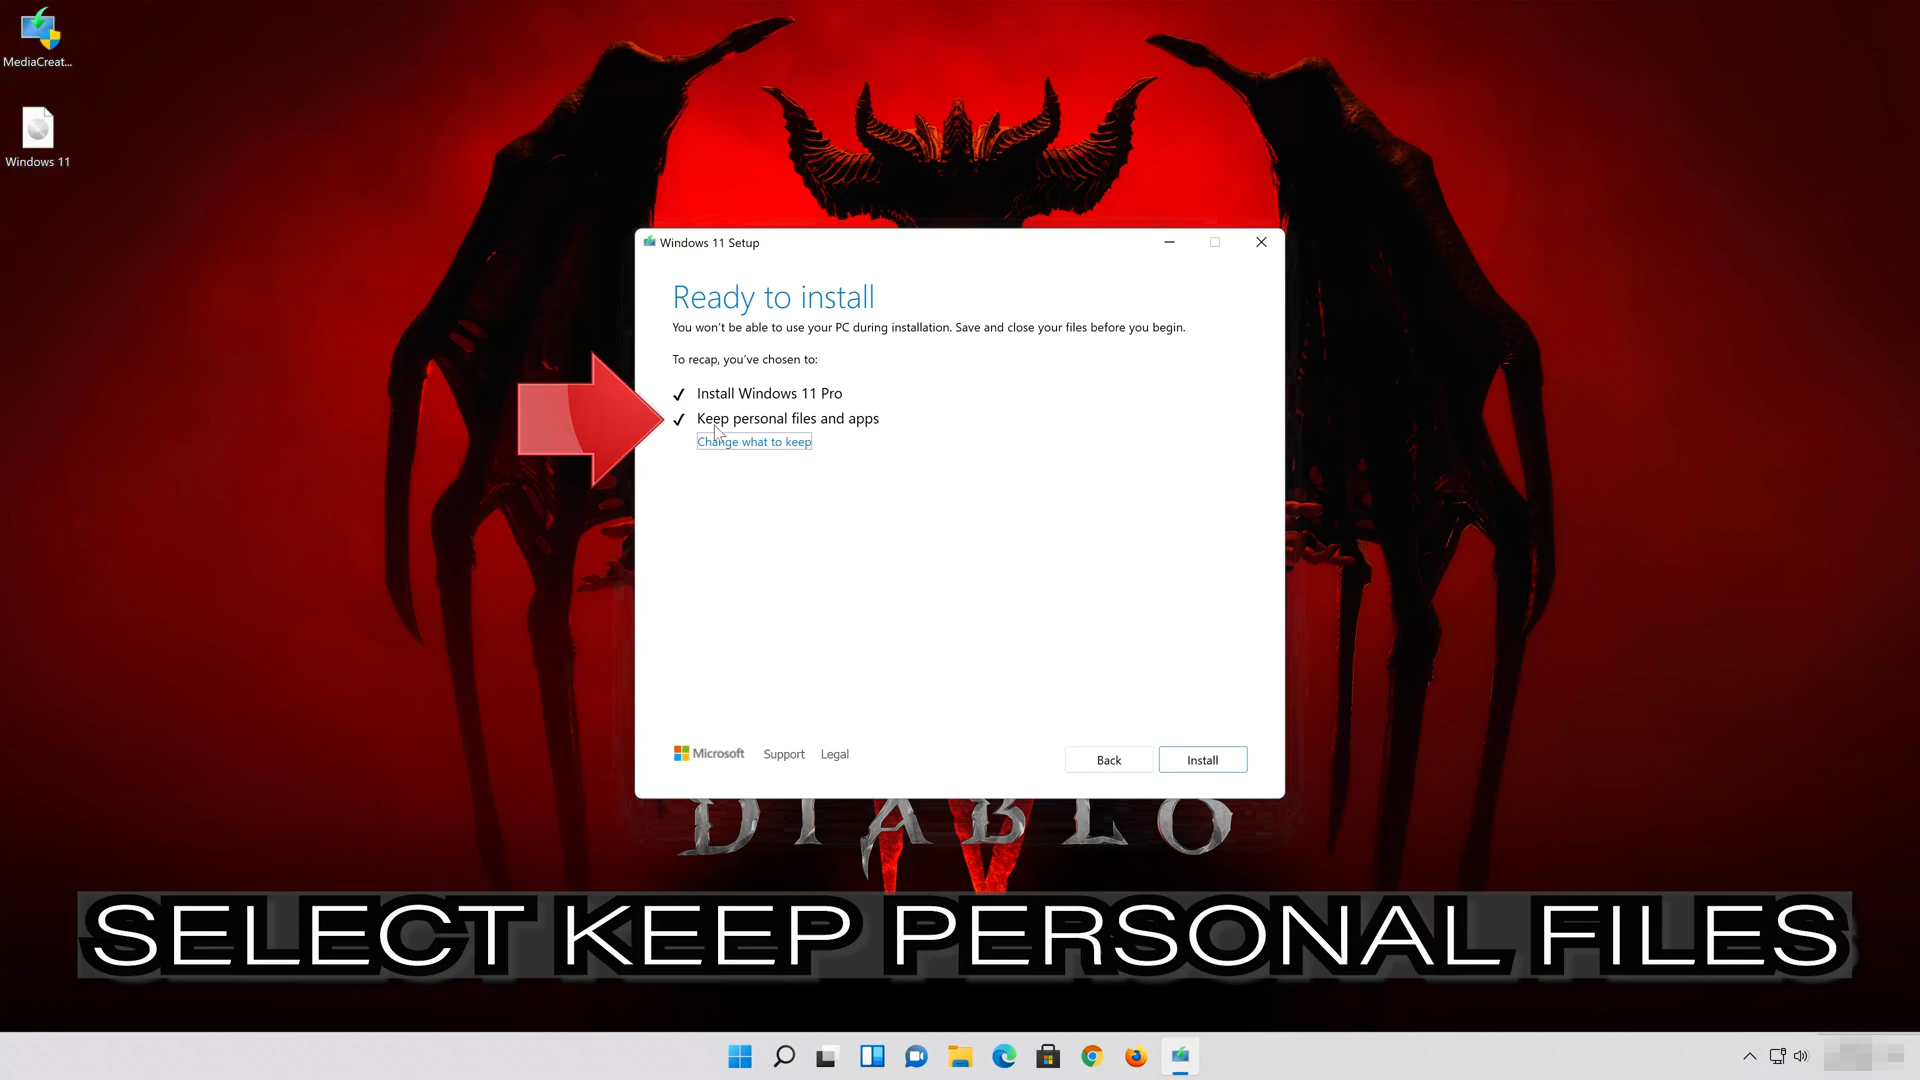 MediaCreat...
Windows 11
Windows 11 Setup
Ready to install
You won't be able to use your PC during installation. Save and close your files before you begin.
To recap, you've chosen to:
Install Windows 11 Pro
Keep personal files and apps
Change what to keep
Microsoft Support Legal
Back Install
DIABLO
IV
SELECT KEEP PERSONAL FILES